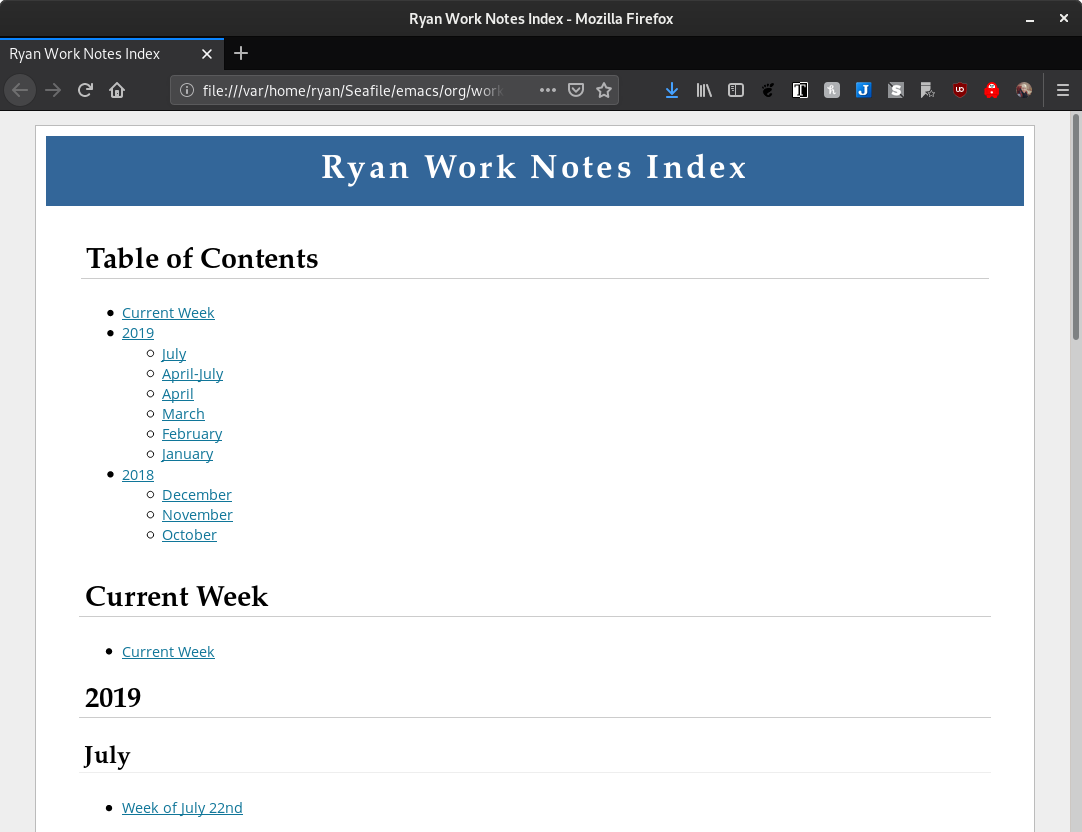 Ryan Work Notes Index - Mozilla Firefox
Ryan Work Notes Index
file:///var/home/ryan/Seafile/emacs/org/work
Ryan Work Notes Index
Table of Contents
Current Week
2019
July
April-July
April
March
February
January
2018
December
November
October
Current Week
Current Week
2019
July
Week of July 22nd